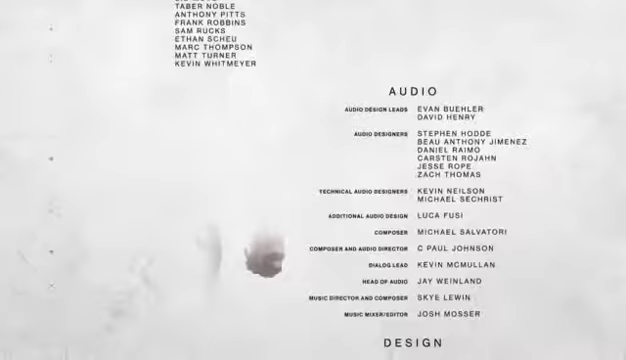 TABER NOBLE
ANTHONY PITTS
FRANK ROBBINS
SAM RUCKS
ETHAN SCHEU
MARC THOMPSON
MATT TURNER
KEVIN WHITMEYER
AUDIO
AUDIO DESIGN LEADS EVAN BUEHLER
DAVID HENRY
AUDIO DESIGNERS STEPHEN HODDE
BEAU ANTHONY JIMENEZ
DANIEL RAIMO
CARSTEN ROJAHN
JESSE ROPE
ZACH THOMAS
TECHNICAL AUDIO DESIGNERS KEVIN NEILSON
MICHAEL SECHRIST
ADDITIONAL AUDIO DESIGN LUCA FUSI
COMPOSER MICHAEL SALVATORI
COMPOSER AND AUDIO DIRECTOR C PAUL JOHNSON
DIALOG LEAD KEVIN MCMULLAN
HEAD OF AUDIO JAY WEINLAND
MUSIC DIRECTOR AND COMPOSER SKYE LEWIN
MUSIC MIXER/EDITOR JOSH MOSSER
DESIGN